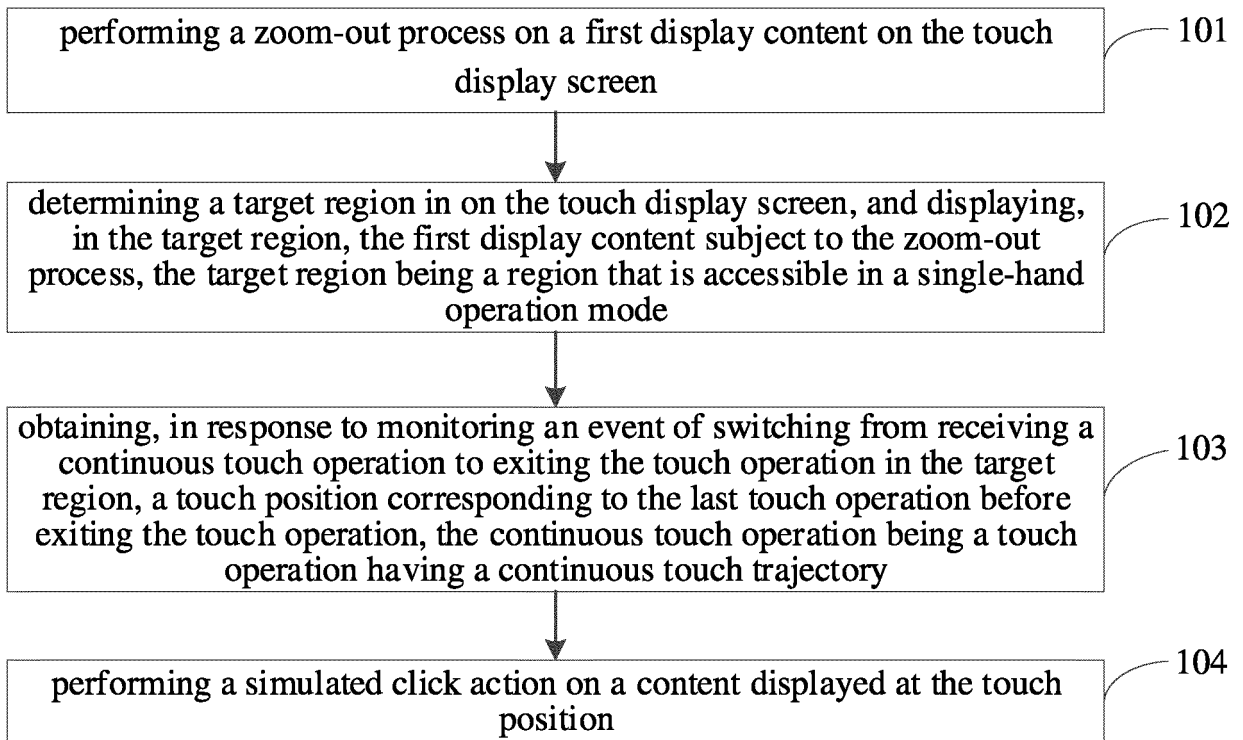 performing a zoom-out process on a first display content on the touch
display screen
101
determining a target region in on the touch display screen, and displaying,
in the target region, the first display content subject to the zoom-out
process, the target region being a region that is accessible in a single-hand
operation mode
102
obtaining, in response to monitoring an event of switching from receiving a
continuous touch operation to exiting the touch operation in the target
region, a touch position corresponding to the last touch operation before
exiting the touch operation, the continuous touch operation being a touch
operation having a continuous touch trajectory
103
performing a simulated click action on a content displayed at the touch
position
104